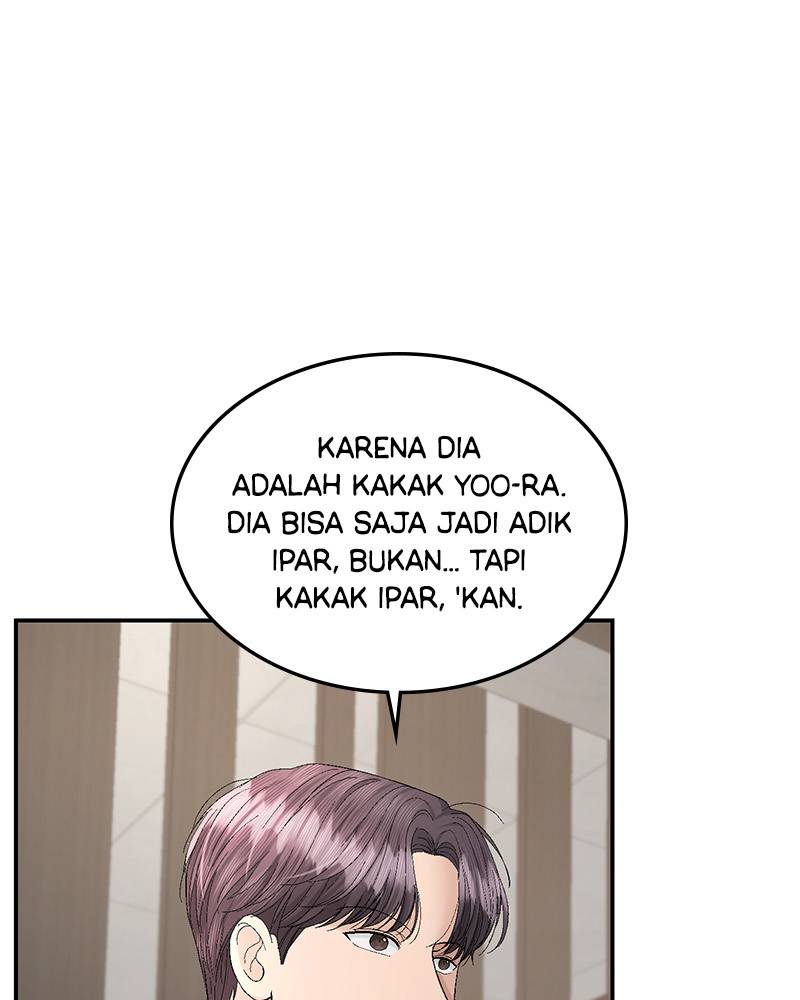 KARENA DIA
ADALAH KAKAK YOO-RA.
DIA BISA SAJA JADI ADIK
IPAR, BUKAN... TAPI
KAKAK IPAR, 'KAN.